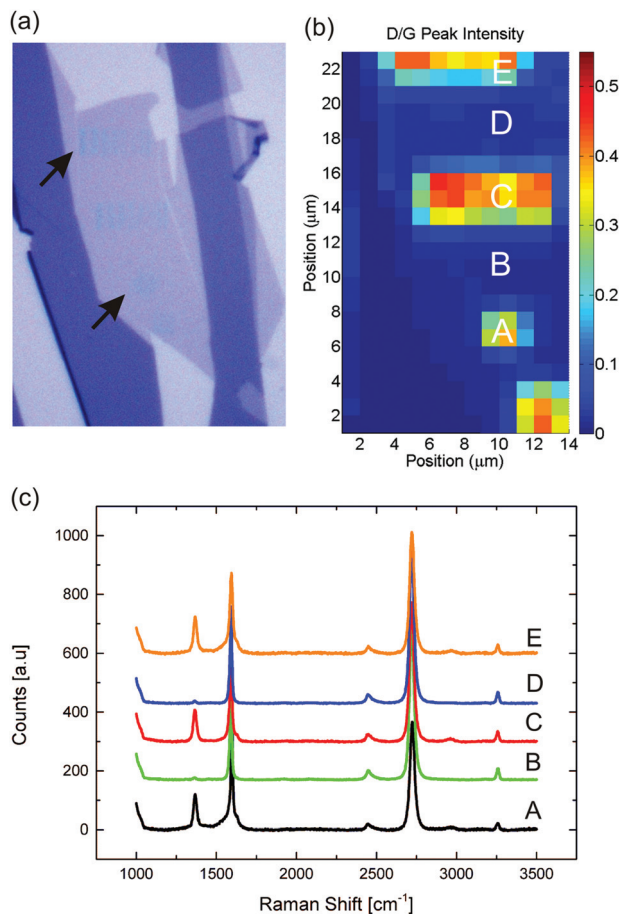 (a)
(b)
D/G Peak Intensity
22
20
18
16
14
12
10
8
6
4
2
Position (μm)
E
D
C
B
A
2 4 6 8 10 12 14
Position (μm)
0.5
0.4
0.3
0.2
0.1
0
(c)
1000
800
600
400
200
0
Counts [a.u]
E
D
C
B
A
1000 1500 2000 2500 3000 3500
Raman Shift [cm⁻¹]